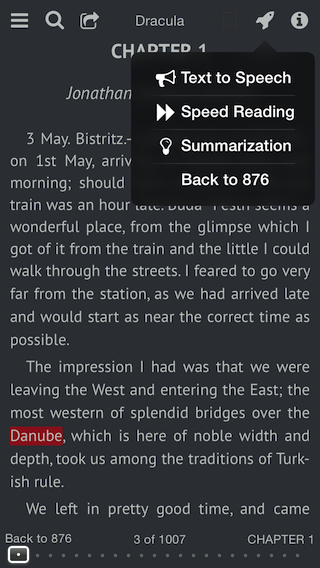 Dracula
CHAPTER 1
Text to Speech
Speed Reading
Summarization
Back to 876
Jonathan
3 May. Bistritz.-
on 1st May, arriv
morning; should
train was an hour late. Buda-Pesth seems a
wonderful place, from the glimpse which I
got of it from the train and the little I could
walk through the streets. I feared to go very
far from the station, as we had arrived late
and would start as near the correct time as
possible.
The impression I had was that we were
leaving the West and entering the East; the
most western of splendid bridges over the
Danube, which is here of noble width and
depth, took us among the traditions of Turk-
ish rule.
We left in pretty good time, and came
Back to 876
3 of 1007
CHAPTER 1